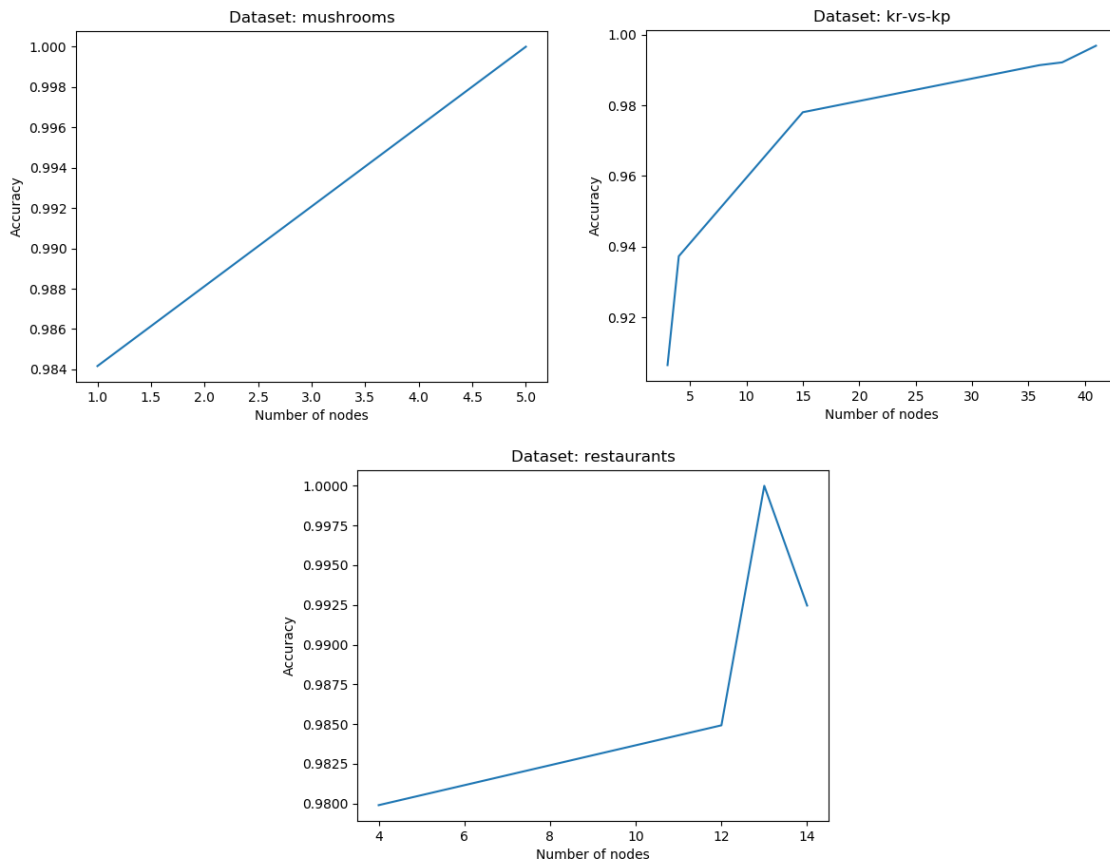 Dataset: mushrooms
1.000
0.998
0.996
0.994
0.992
0.990
0.988
0.986
0.984
Accuracy
1.0 1.5 2.0 2.5 3.0 3.5 4.0 4.5 5.0
Number of nodes
Dataset: kr-vs-kp
1.00
0.98
0.96
0.94
0.92
Accuracy
5 10 15 20 25 30 35 40
Number of nodes
Dataset: restaurants
1.0000
0.9975
0.9950
0.9925
0.9900
0.9875
0.9850
0.9825
0.9800
Accuracy
4 6 8 10 12 14
Number of nodes